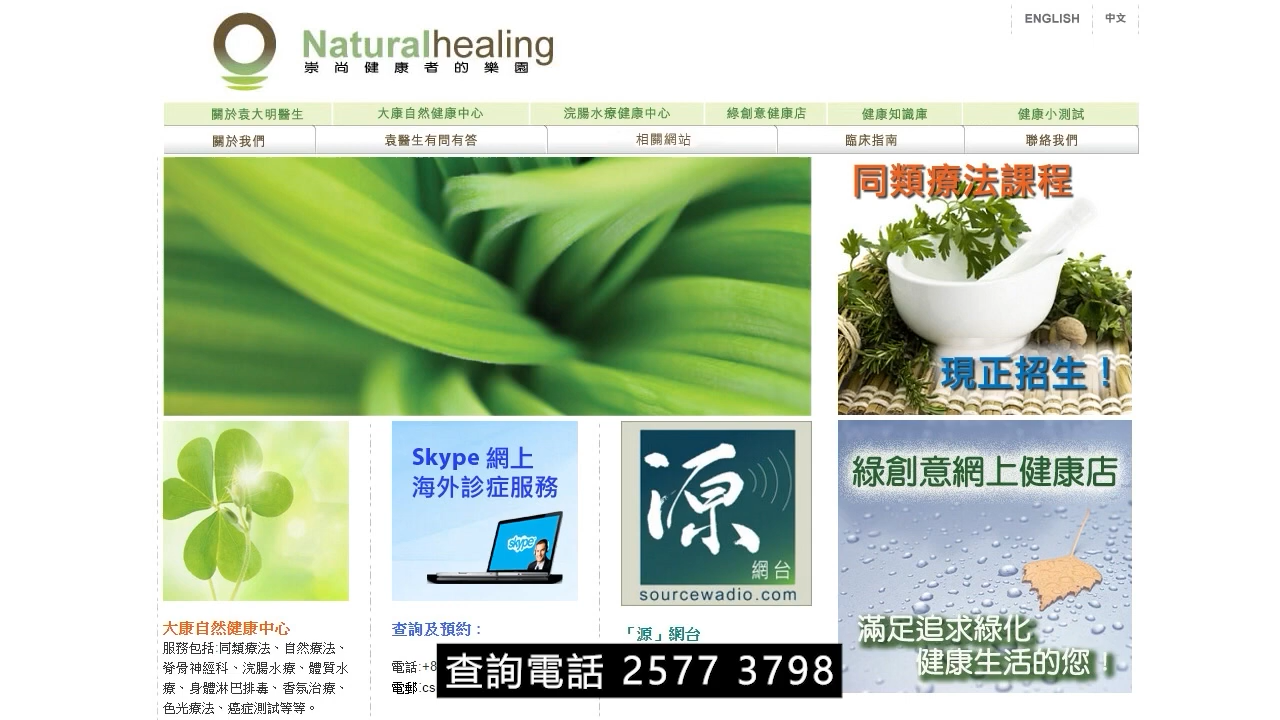 ENGLISH 中文
Naturalhealing
崇尚健康者的樂園
關於袁大明醫生 大康自然健康中心 浣腸水療健康中心 綠創意健康店 健康知識庫 健康小測試
關於我們 袁醫生有問有答 相關網站 臨床指南 聯絡我們
同類療法課程
現正招生！
Skype 網上
海外診症服務
skype
源
網台
sourcewadio.com
綠創意網上健康店
滿足追求綠化
健康生活的您！
大康自然健康中心
服務包括:同類療法、自然療法、
脊骨神經科、浣腸水療、體質水
療、身體淋巴排毒、香氛治療、
色光療法、癌症測試等等。
查詢及預約：
電話:+8
電郵:cs
「源」網台
查詢電話 2577 3798